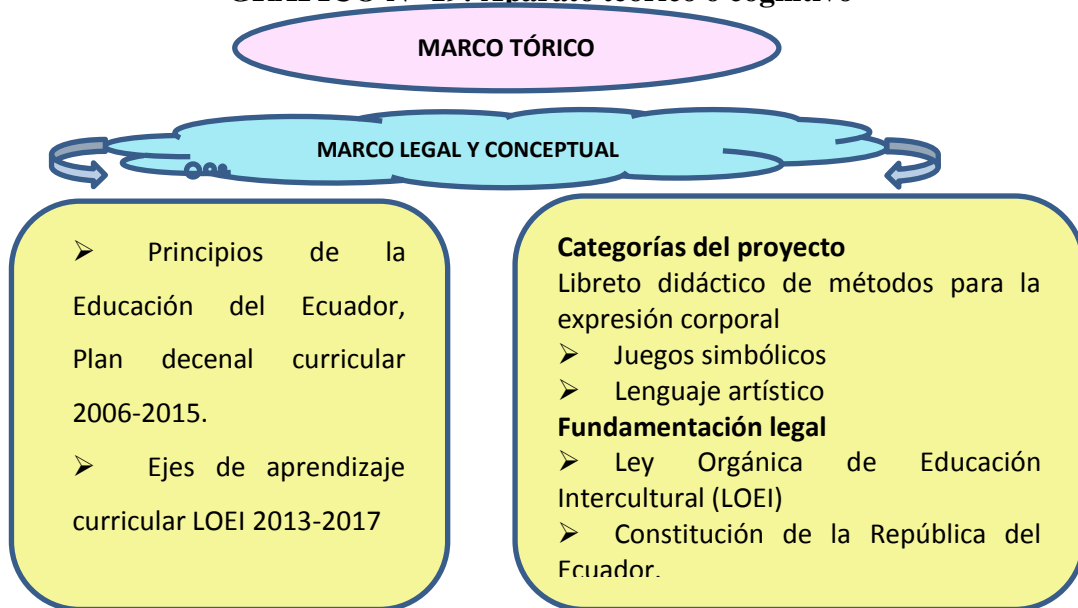 MARCO TÓRICO
MARCO LEGAL Y CONCEPTUAL
➢ Principios de la
Educación del Ecuador,
Plan decenal curricular
2006-2015.
➢ Ejes de aprendizaje
curricular LOEI 2013-2017
Categorías del proyecto
Libreto didáctico de métodos para la
expresión corporal
➢ Juegos simbólicos
➢ Lenguaje artístico
Fundamentación legal
➢ Ley Orgánica de Educación
Intercultural (LOEI)
➢ Constitución de la República del
Ecuador.